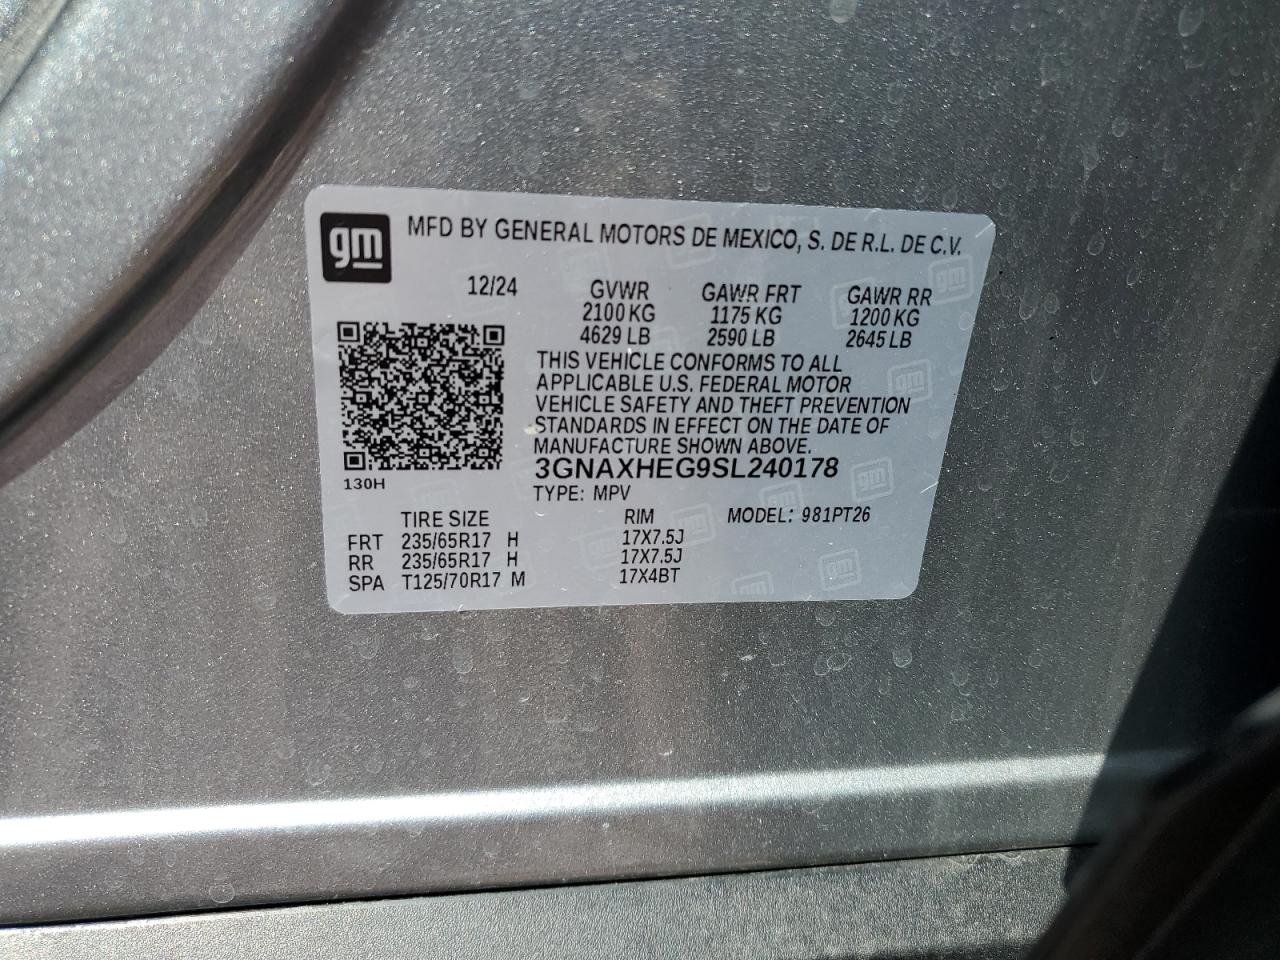 gm MFD BY GENERAL MOTORS DE MEXICO, S. DE R.L. DE C.V.
12/24 GVWR GAWR FRT GAWR RR
2100 KG 1175 KG 1200 KG
4629 LB 2590 LB 2645 LB
THIS VEHICLE CONFORMS TO ALL
APPLICABLE U.S. FEDERAL MOTOR
VEHICLE SAFETY AND THEFT PREVENTION
STANDARDS IN EFFECT ON THE DATE OF
MANUFACTURE SHOWN ABOVE.
3GNAXHEG9SL240178
130H
TYPE: MPV
TIRE SIZE RIM MODEL: 981PT26
FRT 235/65R17 H 17X7.5J
RR 235/65R17 H 17X7.5J
SPA T125/70R17 M 17X4BT